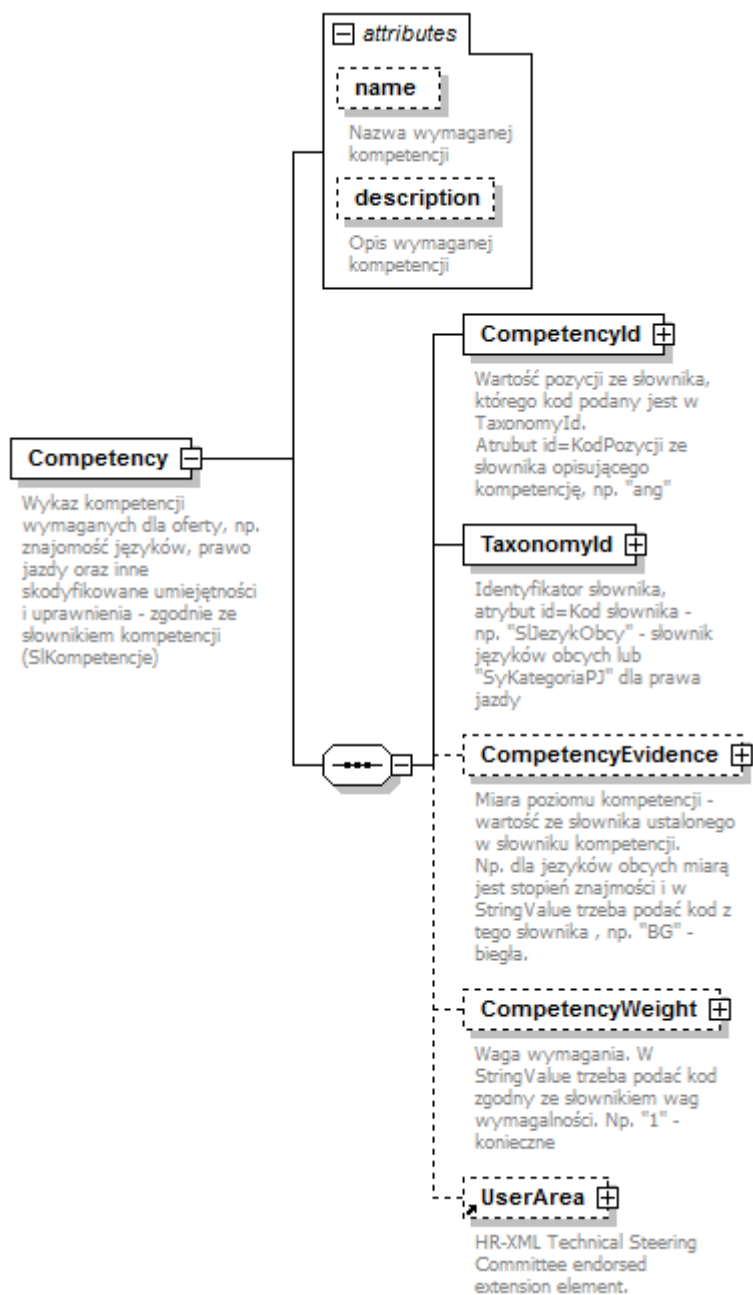 attributes
name
Nazwa wymaganej
kompetencji
description
Opis wymaganej
kompetencji
Competency
Wykaz kompetencji
wymaganych dla oferty, np.
znajomość języków, prawo
jazdy oraz inne
skodyfikowane umiejętności
i uprawnienia - zgodnie ze
słownikiem kompetencji
(SlKompetencje)
CompetencyId
Wartość pozycji ze słownika,
którego kod podany jest w
TaxonomyId.
Atrubut id=KodPozycji ze
słownika opisującego
kompetencję, np. "ang"
TaxonomyId
Identyfikator słownika,
atrybut id=Kod słownika -
np. "SlJezykObcy" - słownik
języków obcych lub
"SyKategoriaPJ" dla prawa
jazdy
CompetencyEvidence
Miara poziomu kompetencji -
wartość ze słownika ustalonego
w słowniku kompetencji.
Np. dla jezyków obcych miarą
jest stopień znajmości i w
StringValue trzeba podać kod z
tego słownika , np. "BG" -
biegła.
CompetencyWeight
Waga wymagania. W
StringValue trzeba podać kod
zgodny ze słownikiem wag
wymagalności. Np. "1" -
konieczne
UserArea
HR-XML Technical Steering
Committee endorsed
extension element.